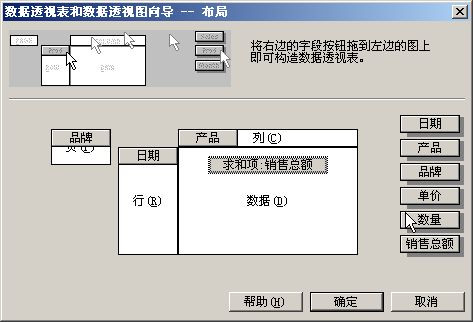 数据透视表和数据透视图向导 -- 布局
将右边的字段按钮拖到左边的图上
即可构造数据透视表。
品牌
产品
列(C)
日期
求和项:销售总额
行(R)
数据(D)
日期
产品
品牌
单价
数量
销售总额
帮助(H)
确定
取消